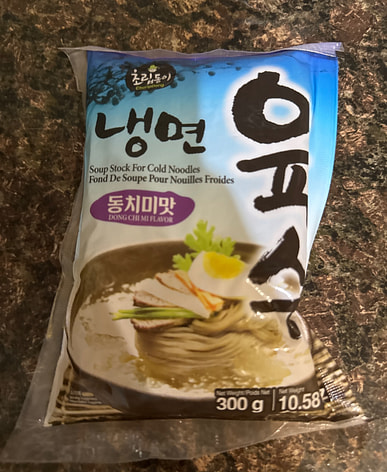 초립동이
Choripdong
냉면
육수
Soup Stock For Cold Noodles
Fond De Soupe Pour Nouilles Froides
동치미맛
DONG CHI MI FLAVOR
Net Weight/Poids Net
300 g
Net Weight
10.58